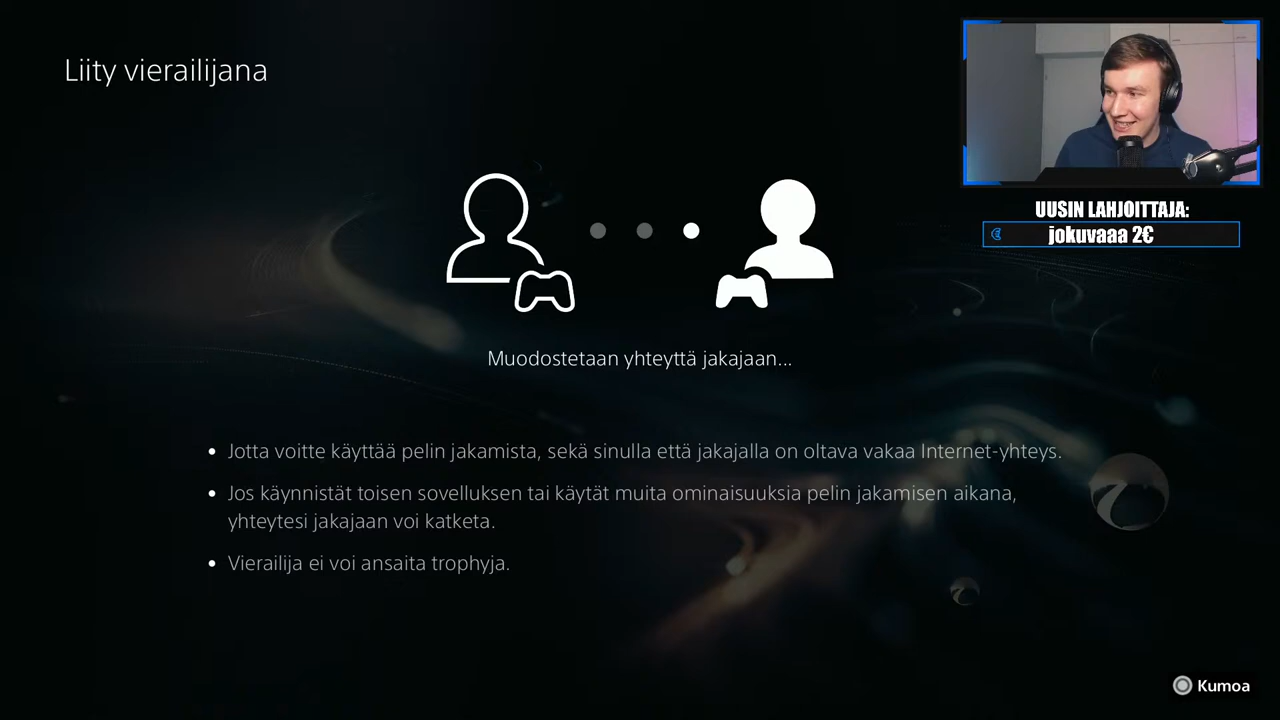 Liity vierailijana
UUSIN LAHJOITTAJA:
jokuvaaa 2€
Muodostetaan yhteyttä jakajaan...
• Jotta voitte käyttää pelin jakamista, sekä sinulla että jakajalla on oltava vakaa Internet-yhteys.
• Jos käynnistät toisen sovelluksen tai käytät muita ominaisuuksia pelin jakamisen aikana,
yhteytesi jakajaan voi katketa.
• Vierailija ei voi ansaita trophyja.
Kumoa